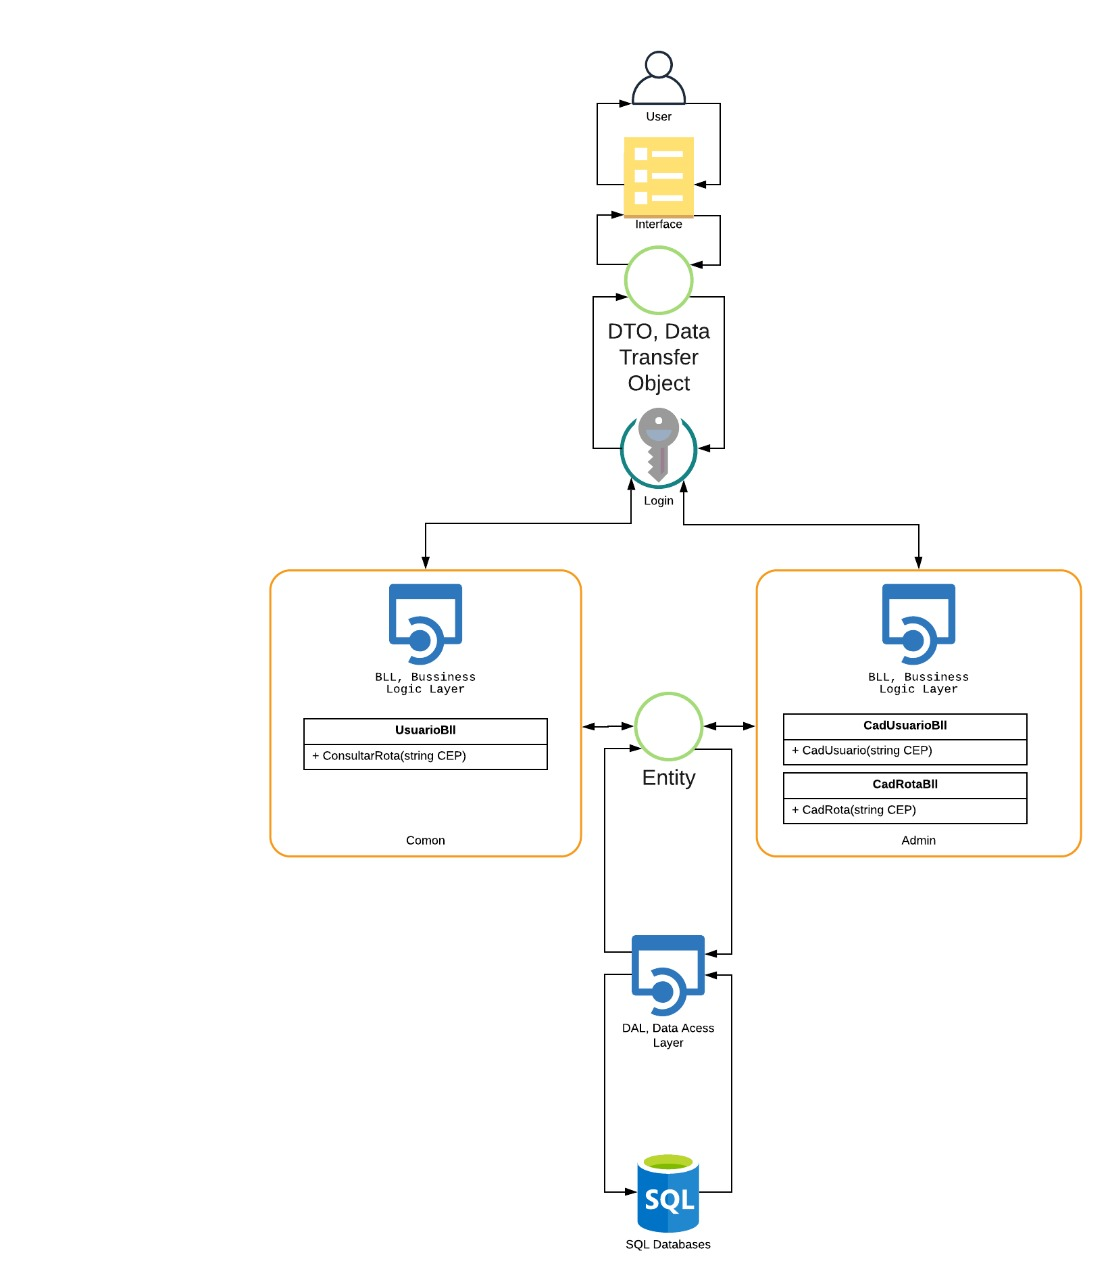 User
Interface
DTO, Data
Transfer
Object
Login
BLL, Bussiness
Logic Layer
UsuarioBll
+ ConsultarRota(string CEP)
Comon
Entity
BLL, Bussiness
Logic Layer
CadUsuarioBll
+ CadUsuario(string CEP)
CadRotaBll
+ CadRota(string CEP)
Admin
DAL, Data Acess
Layer
SQL
SQL Databases